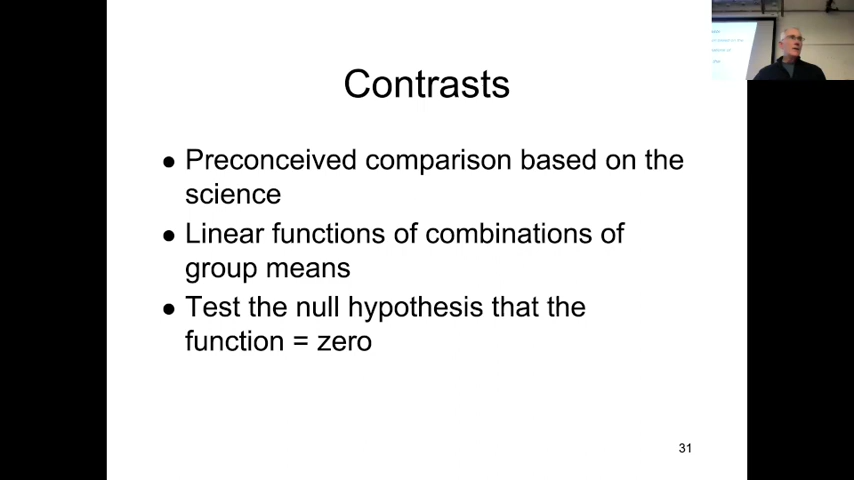 Contrasts
● Preconceived comparison based on the
science
● Linear functions of combinations of
group means
● Test the null hypothesis that the
function = zero
31